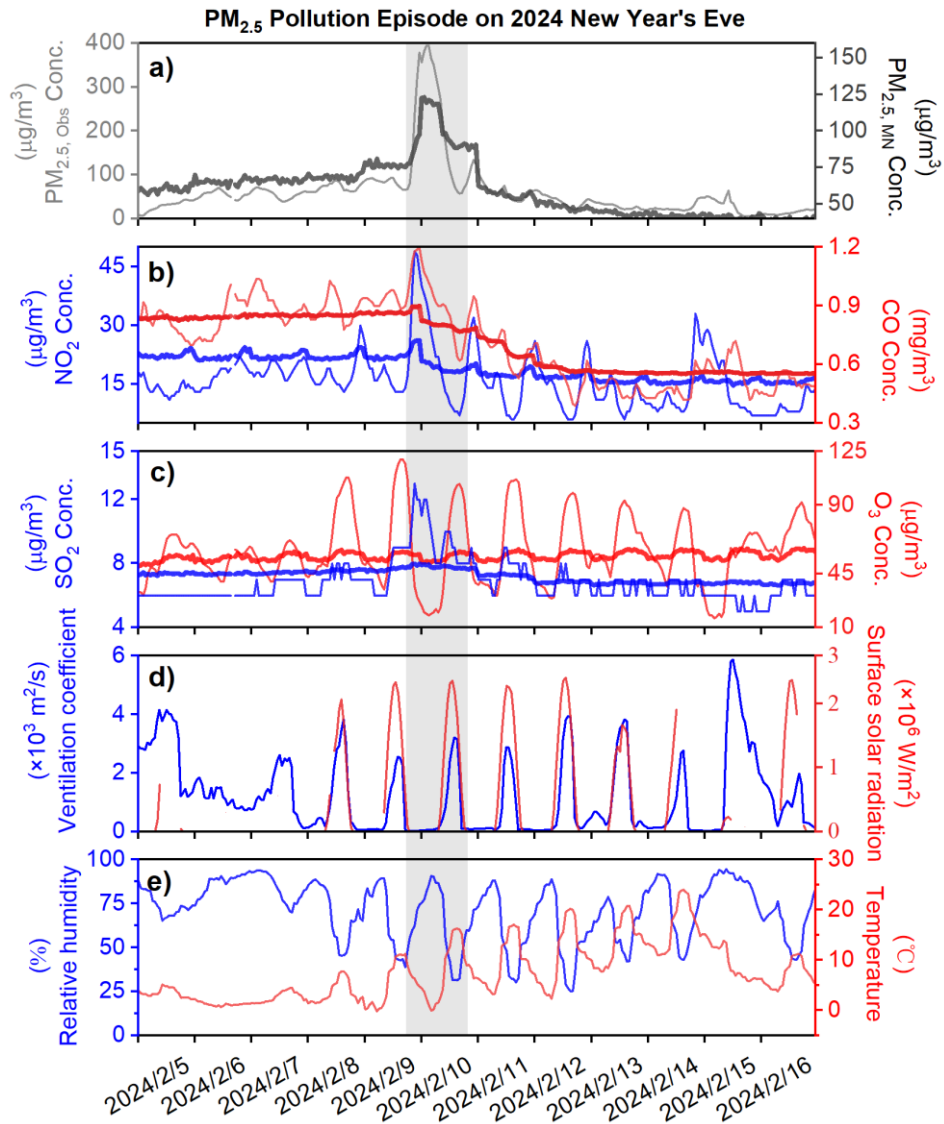 PM2.5 Pollution Episode on 2024 New Year's Eve
a)
PM2.5, Obs Conc.
(μg/m³)
400
300
200
100
0
150
125
100
75
50
PM2.5, MN Conc.
(μg/m³)
b)
NO2 Conc.
(μg/m³)
45
30
15
1.2
0.9
0.6
0.3
CO Conc.
(mg/m³)
c)
SO2 Conc.
(μg/m³)
15
12
8
4
125
90
45
10
O3 Conc.
(μg/m³)
d)
Ventilation coefficient
(×10³ m²/s)
6
4
2
0
3
2
1
0
Surface solar radiation
(×10⁶ W/m²)
e)
Relative humidity
(%)
100
75
50
25
0
30
20
10
0
Temperature
(℃)
2024/2/5
2024/2/6
2024/2/7
2024/2/8
2024/2/9
2024/2/10
2024/2/11
2024/2/12
2024/2/13
2024/2/14
2024/2/15
2024/2/16